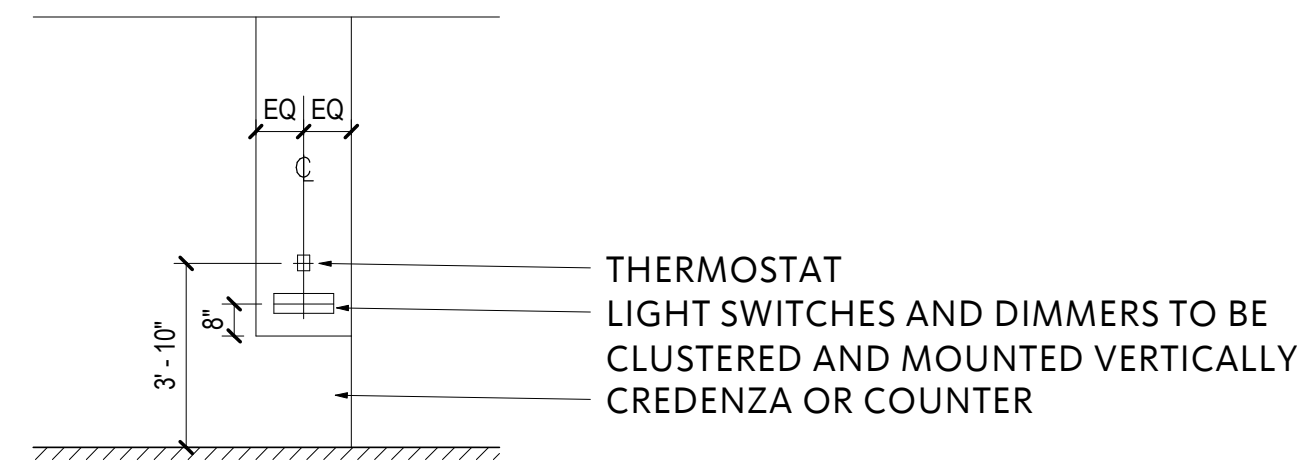 EQ EQ
℄
THERMOSTAT
8"
LIGHT SWITCHES AND DIMMERS TO BE
CLUSTERED AND MOUNTED VERTICALLY
3' - 10"
CREDENZA OR COUNTER